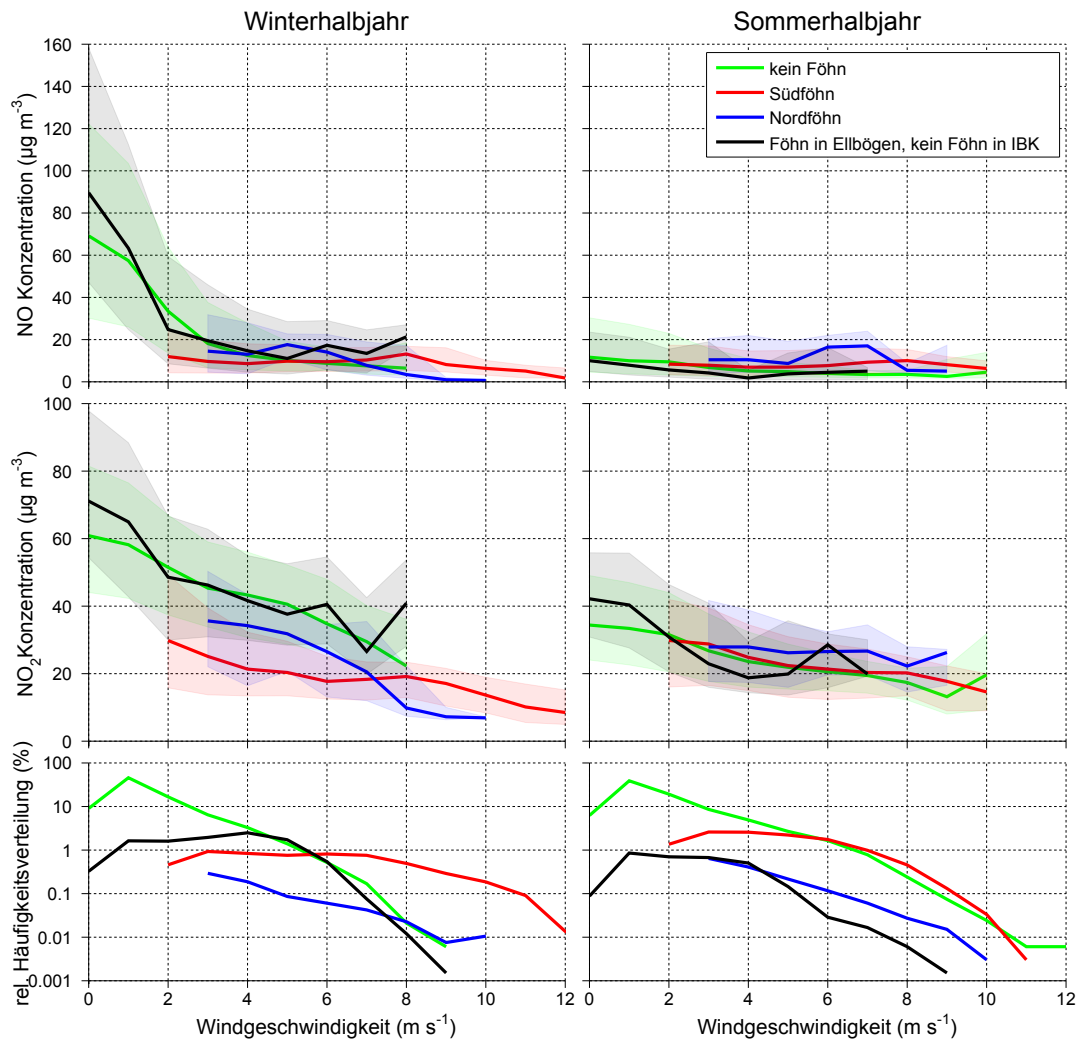 Winterhalbjahr
Sommerhalbjahr
NO Konzentration (µg m⁻³)
160
140
120
100
80
60
40
20
0
kein Föhn
Südföhn
Nordföhn
Föhn in Ellbögen, kein Föhn in IBK
NO₂Konzentration (µg m⁻³)
100
80
60
40
20
0
rel. Häufigkeitsverteilung (%)
100
10
1
0.1
0.01
0.001
0 2 4 6 8 10 12
0 2 4 6 8 10 12
Windgeschwindigkeit (m s⁻¹)
Windgeschwindigkeit (m s⁻¹)